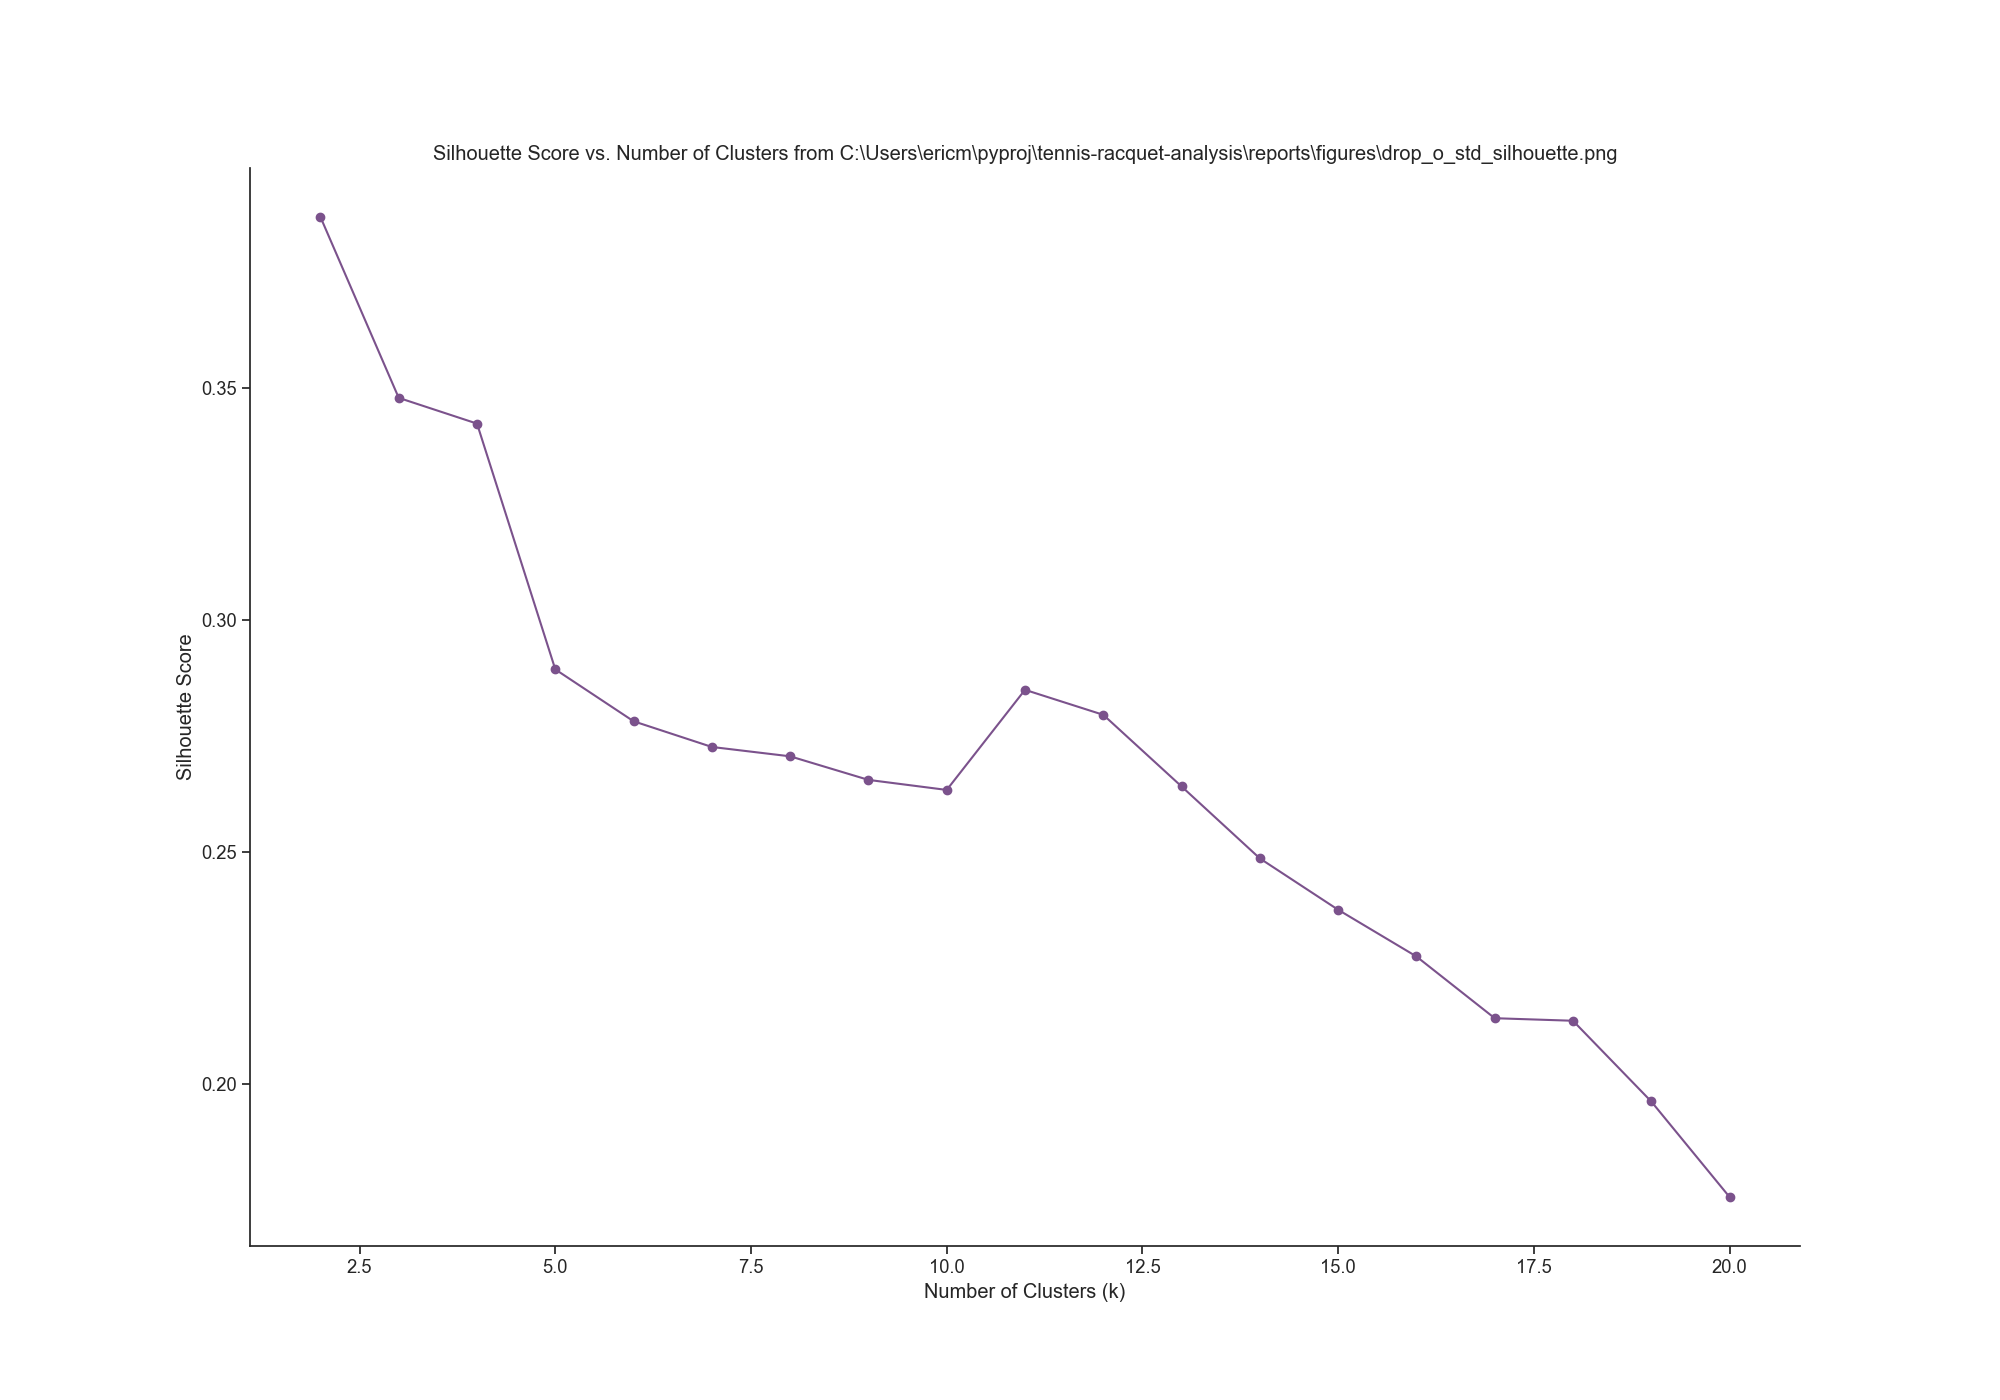 Silhouette Score vs. Number of Clusters from C:\Users\ericm\pyproj\tennis-racquet-analysis\reports\figures\drop_o_std_silhouette.png
Silhouette Score
0.35
0.30
0.25
0.20
2.5 5.0 7.5 10.0 12.5 15.0 17.5 20.0
Number of Clusters (k)